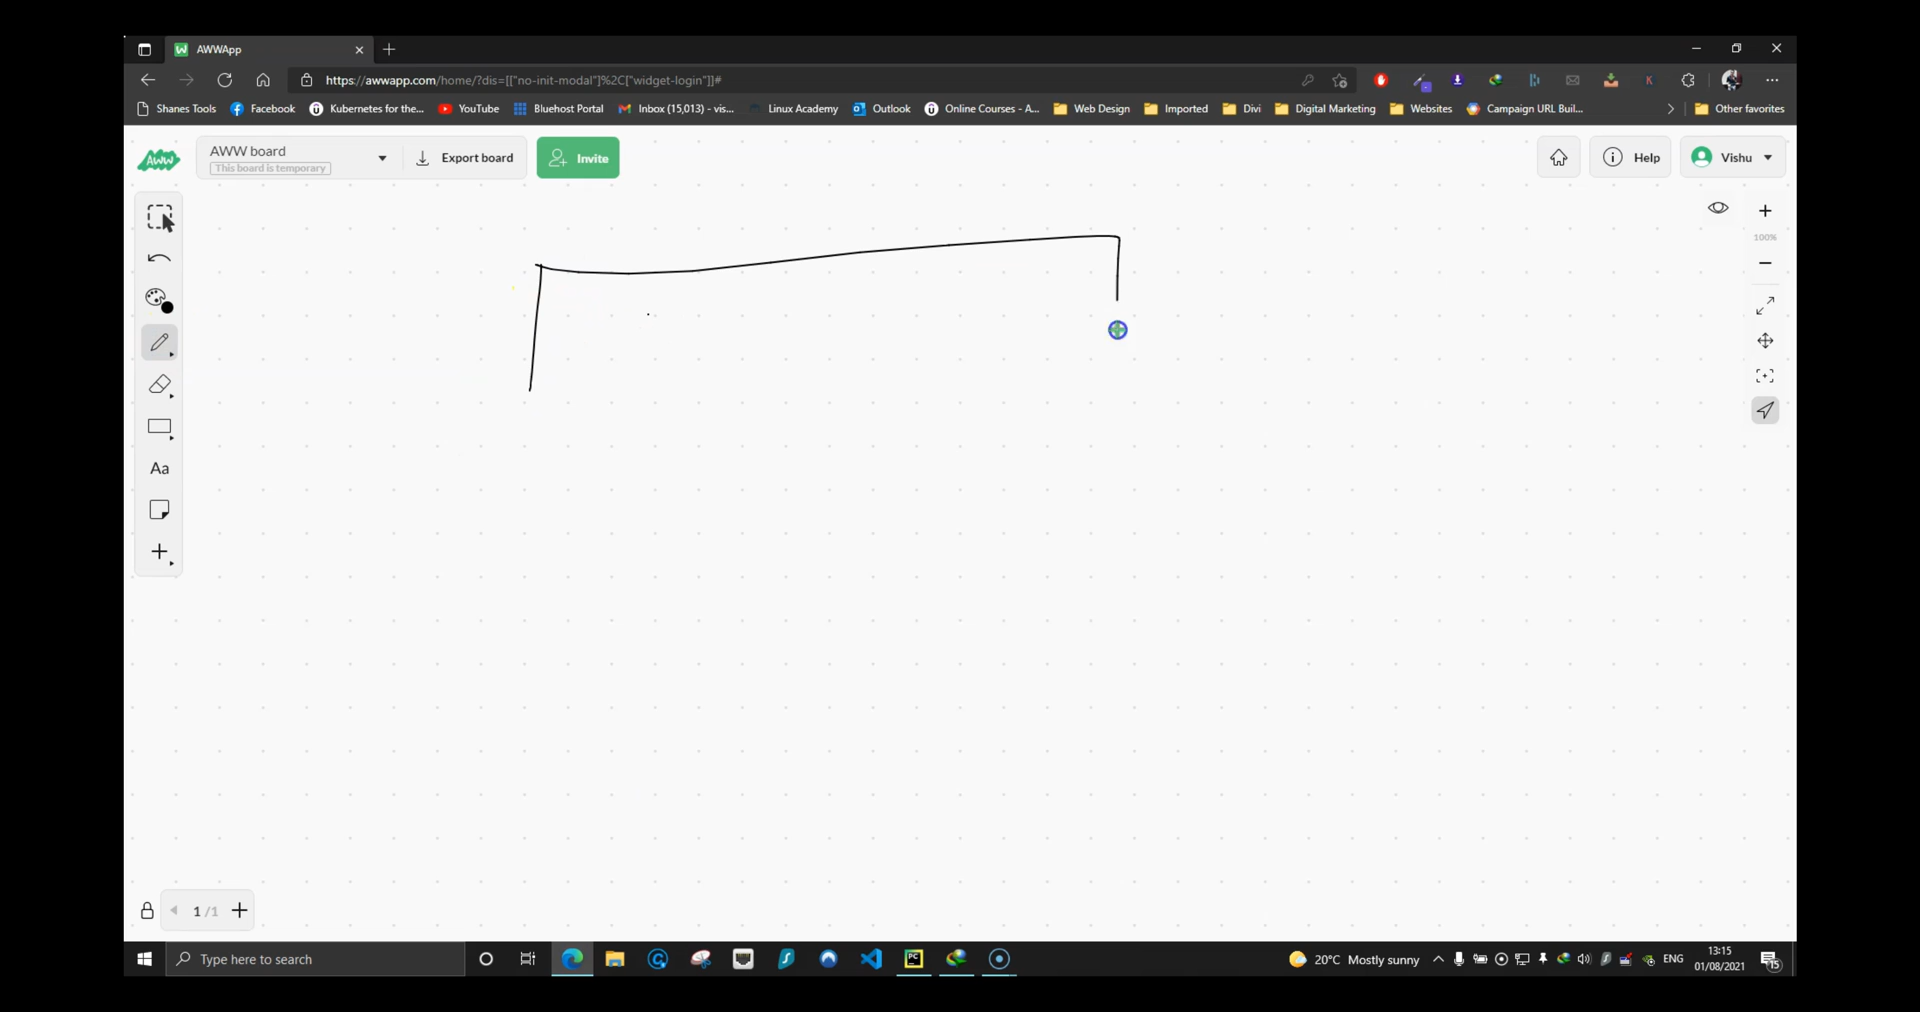 AWWApp
https://awwapp.com/home/?dis=[["no-init-modal"]%2C["widget-login"]]#
Shanes Tools Facebook Kubernetes for the... YouTube Bluehost Portal Inbox (15,013) - vis... Linux Academy Outlook Online Courses - A... Web Design Imported Divi Digital Marketing Websites Campaign URL Buil... Other favorites
AWW
AWW board
This board is temporary
Export board
Invite
Help
Vishu
100%
Aa
1 /1
Type here to search
PC
20°C Mostly sunny
ENG
13:15
01/08/2021
15